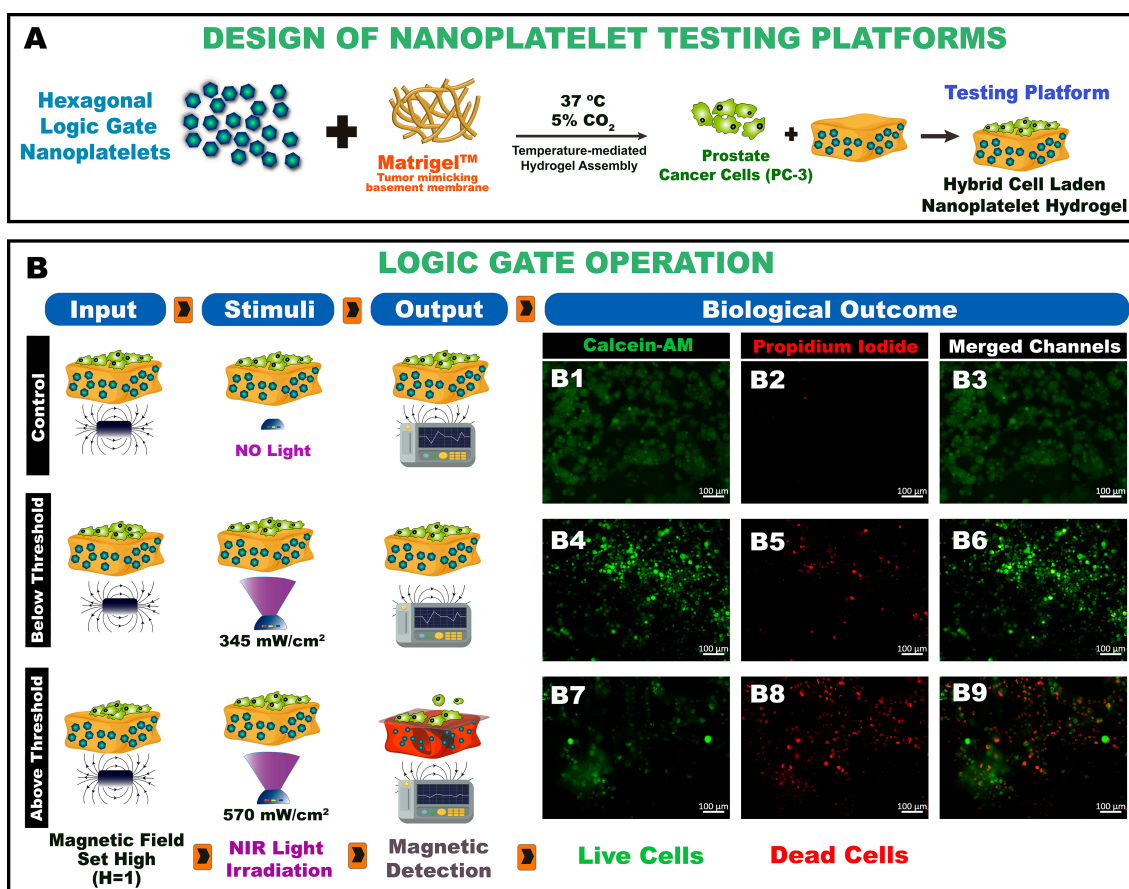 A
DESIGN OF NANOPLATELET TESTING PLATFORMS
Hexagonal
Logic Gate
Nanoplatelets
Matrigel™
Tumor mimicking
basement membrane
37 ºC
5% CO₂
Temperature-mediated
Hydrogel Assembly
Prostate
Cancer Cells (PC-3)
+
Testing Platform
Hybrid Cell Laden
Nanoplatelet Hydrogel
B
LOGIC GATE OPERATION
Input
Stimuli
Output
Biological Outcome
Calcein-AM
Propidium Iodide
Merged Channels
Control
NO Light
B1
100 µm
B2
100 µm
B3
100 µm
Below Threshold
345 mW/cm²
B4
100 µm
B5
100 µm
B6
100 µm
Above Threshold
570 mW/cm²
B7
100 µm
B8
100 µm
B9
100 µm
Magnetic Field
Set High
(H=1)
NIR Light
Irradiation
Magnetic
Detection
Live Cells
Dead Cells